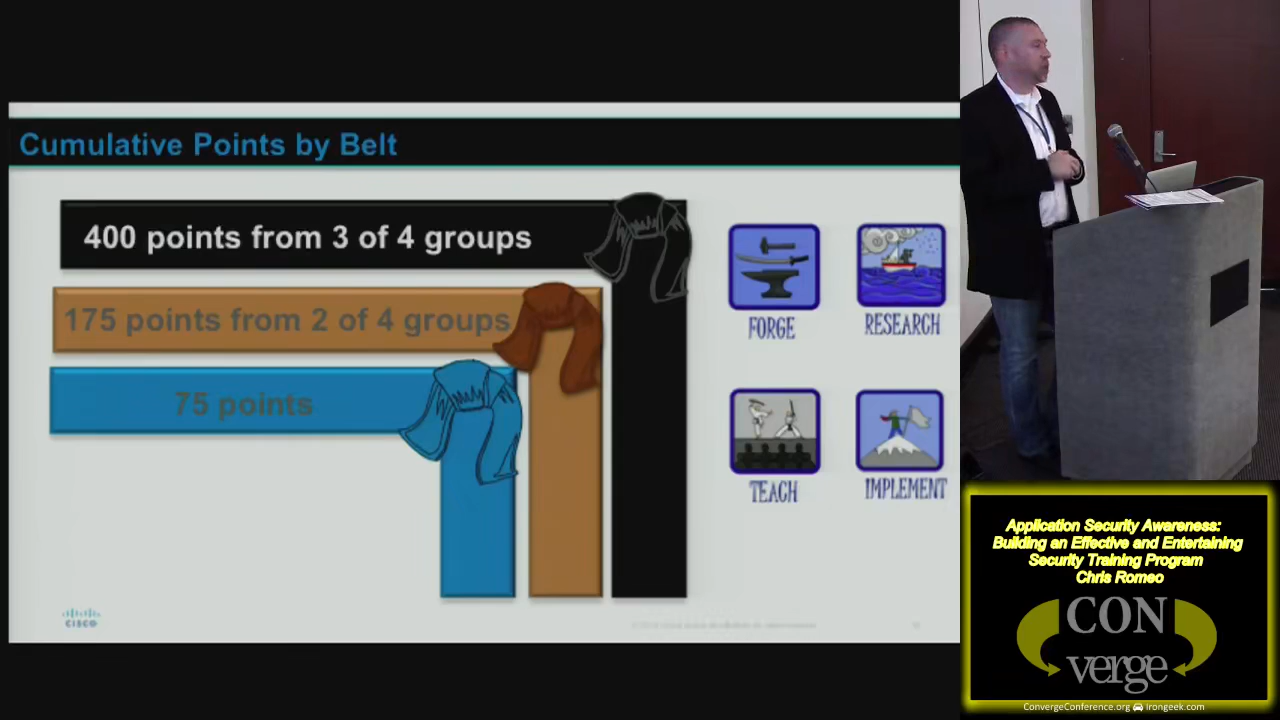 Cumulative Points by Belt
400 points from 3 of 4 groups
175 points from 2 of 4 groups
75 points
FORGE
RESEARCH
TEACH
IMPLEMENT
CISCO
Application Security Awareness:
Building an Effective and Entertaining
Security Training Program
Chris Romeo
CON
verge
ConvergeConference.org irongeek.com